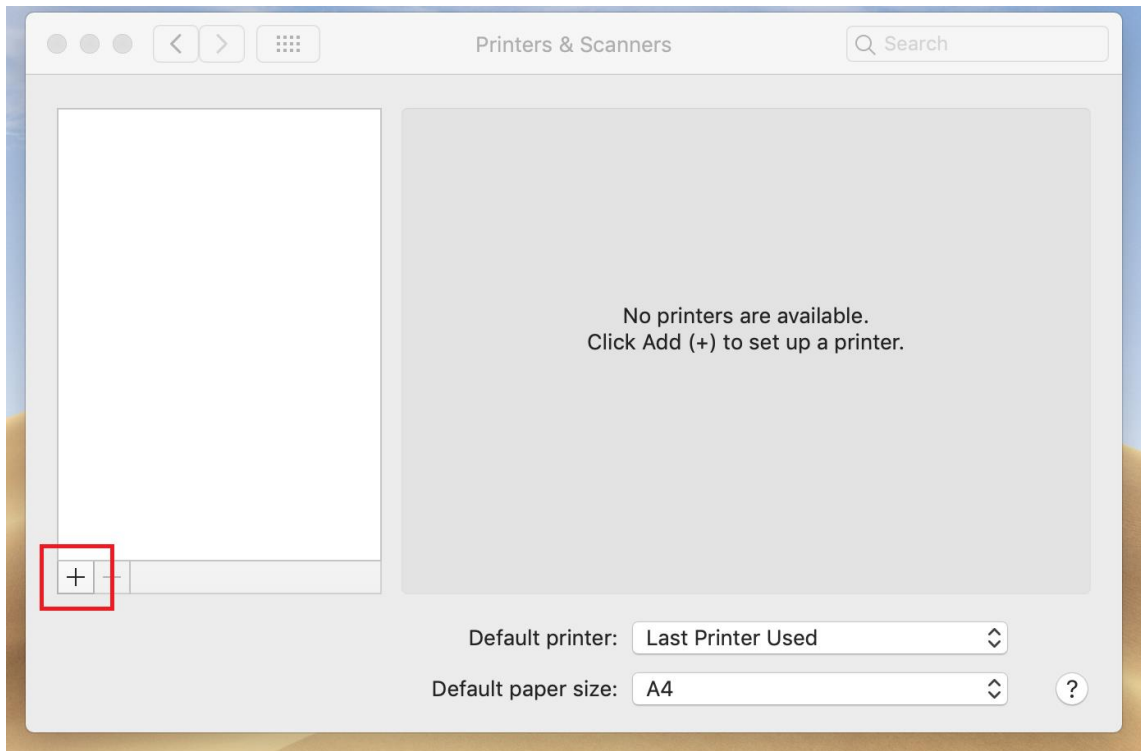 Printers & Scanners
Search
No printers are available.
Click Add (+) to set up a printer.
Default printer: Last Printer Used
Default paper size: A4
?